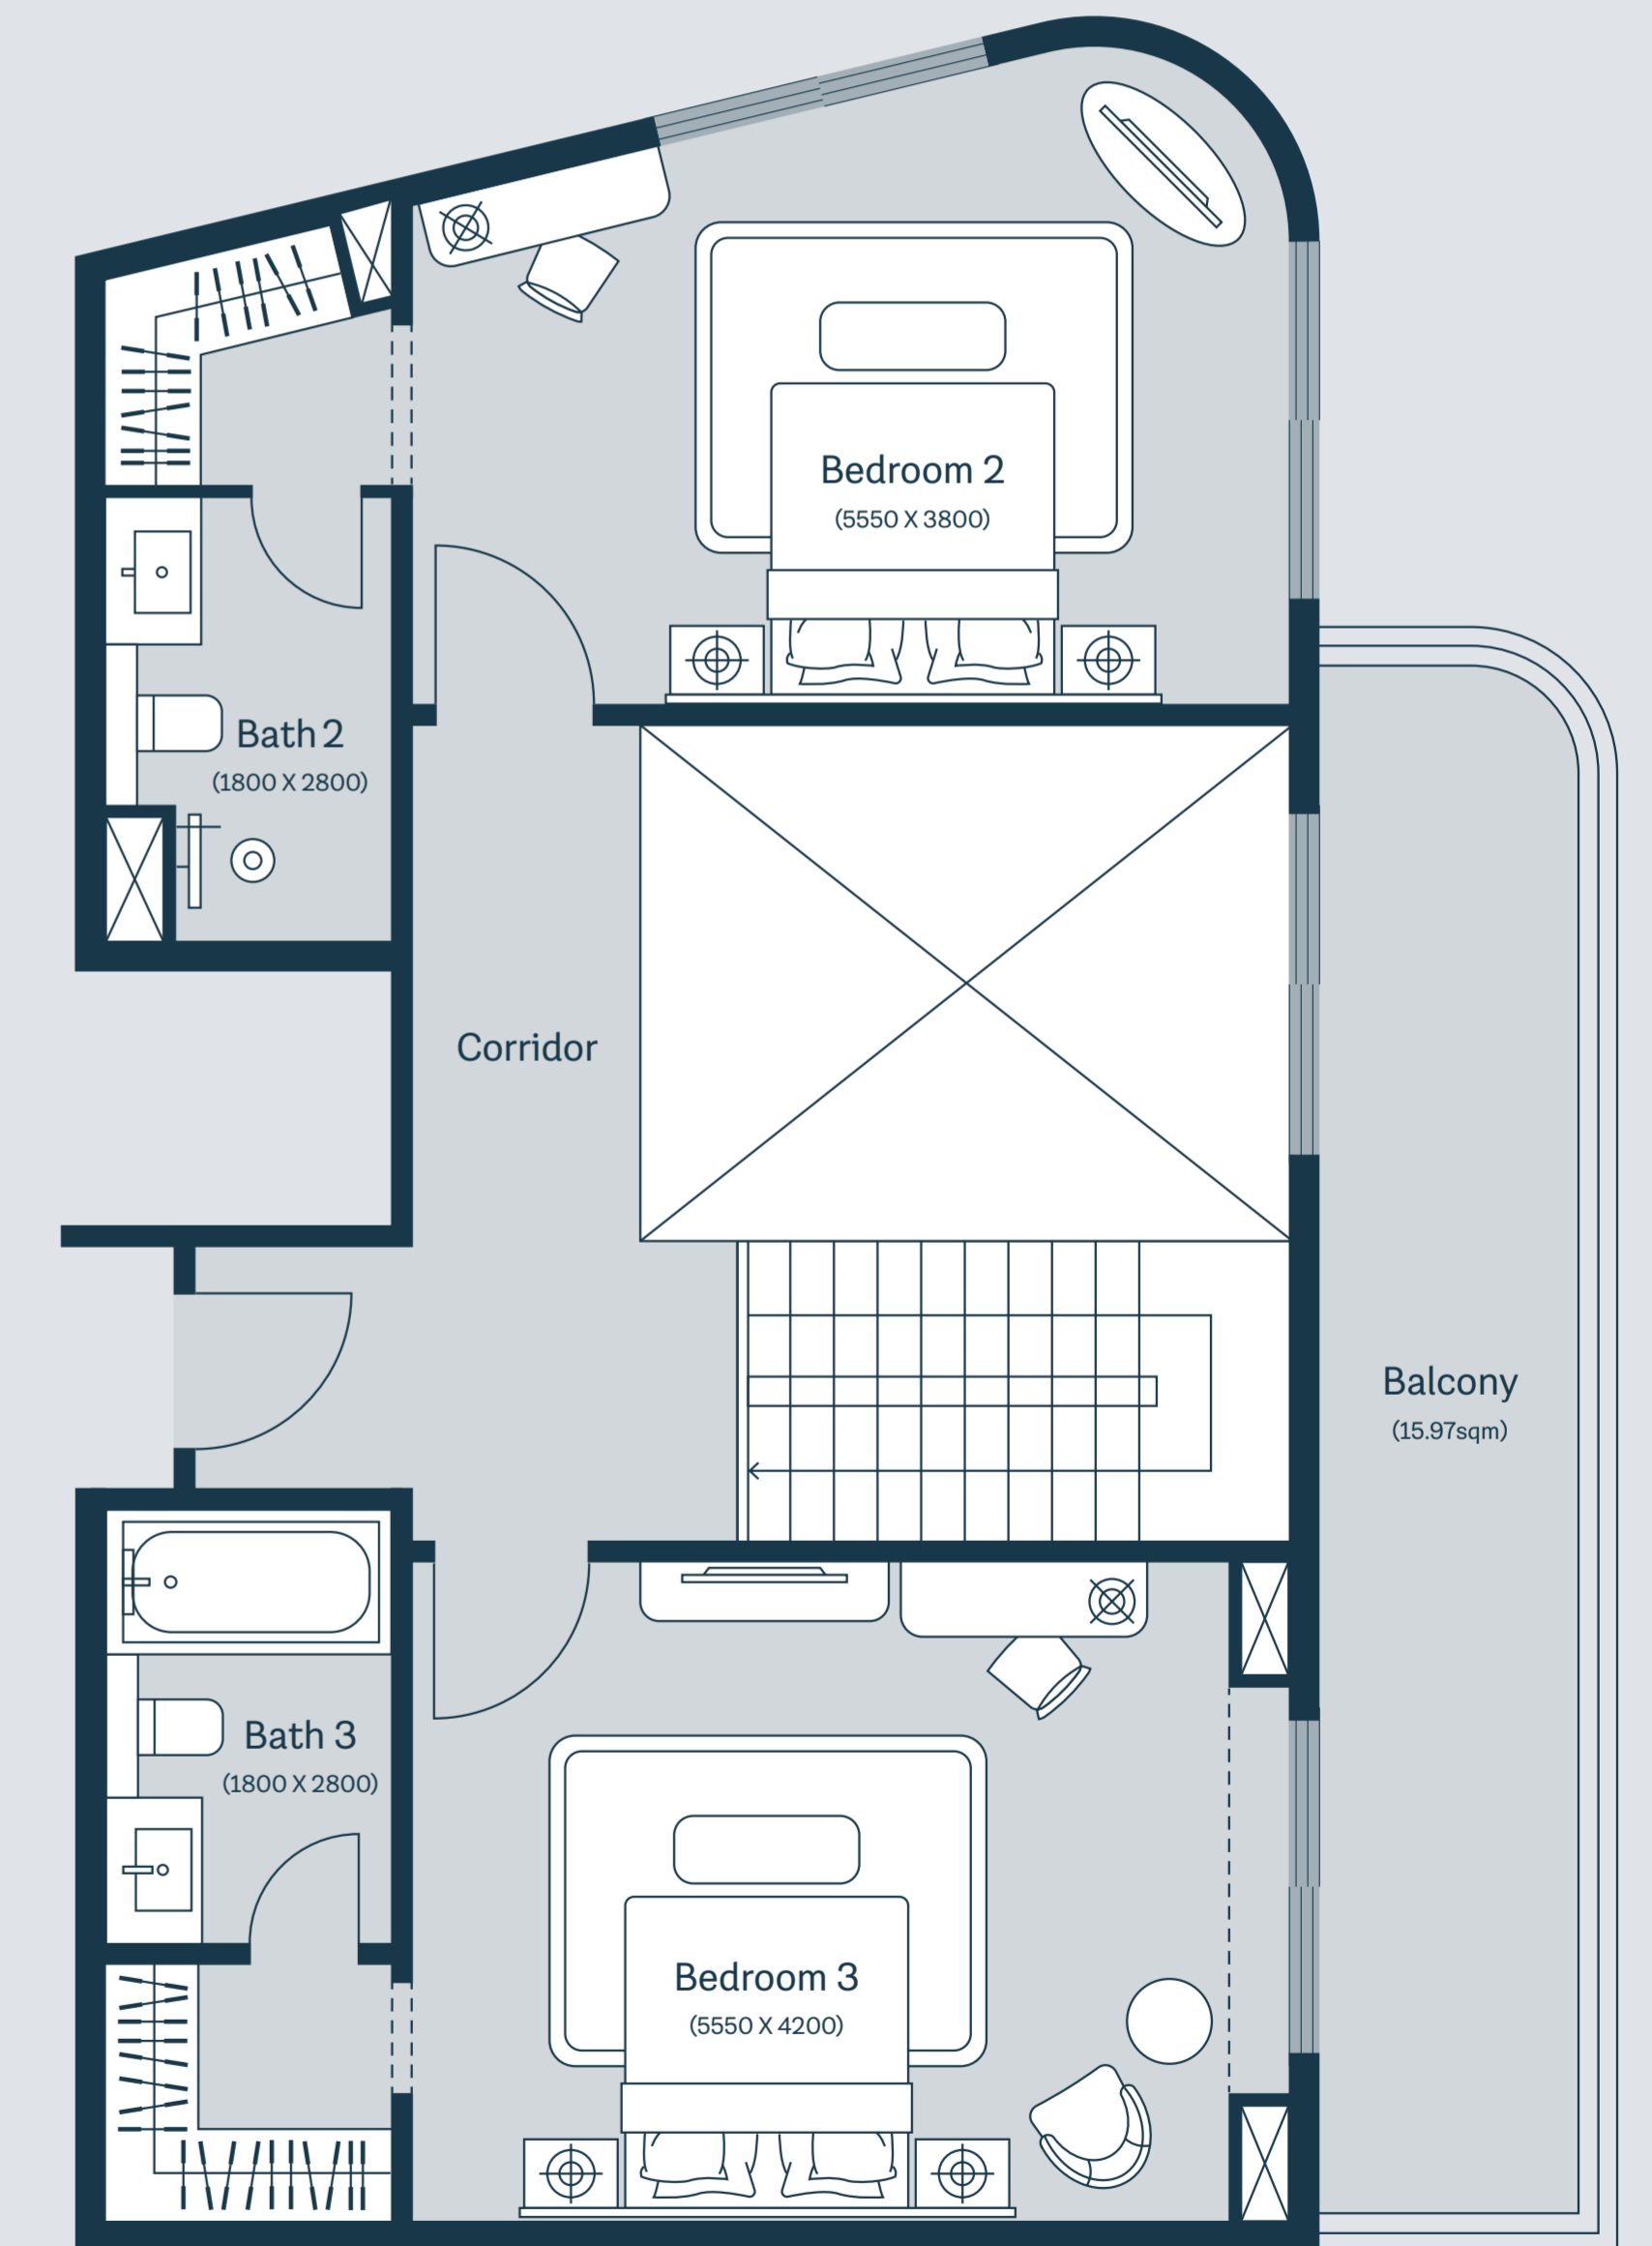 Bedroom 2
(5550 X 3800)
Bath 2
(1800 X 2800)
Corridor
Balcony
(15.97sqm)
Bath 3
(1800 X 2800)
Bedroom 3
(5550 X 4200)